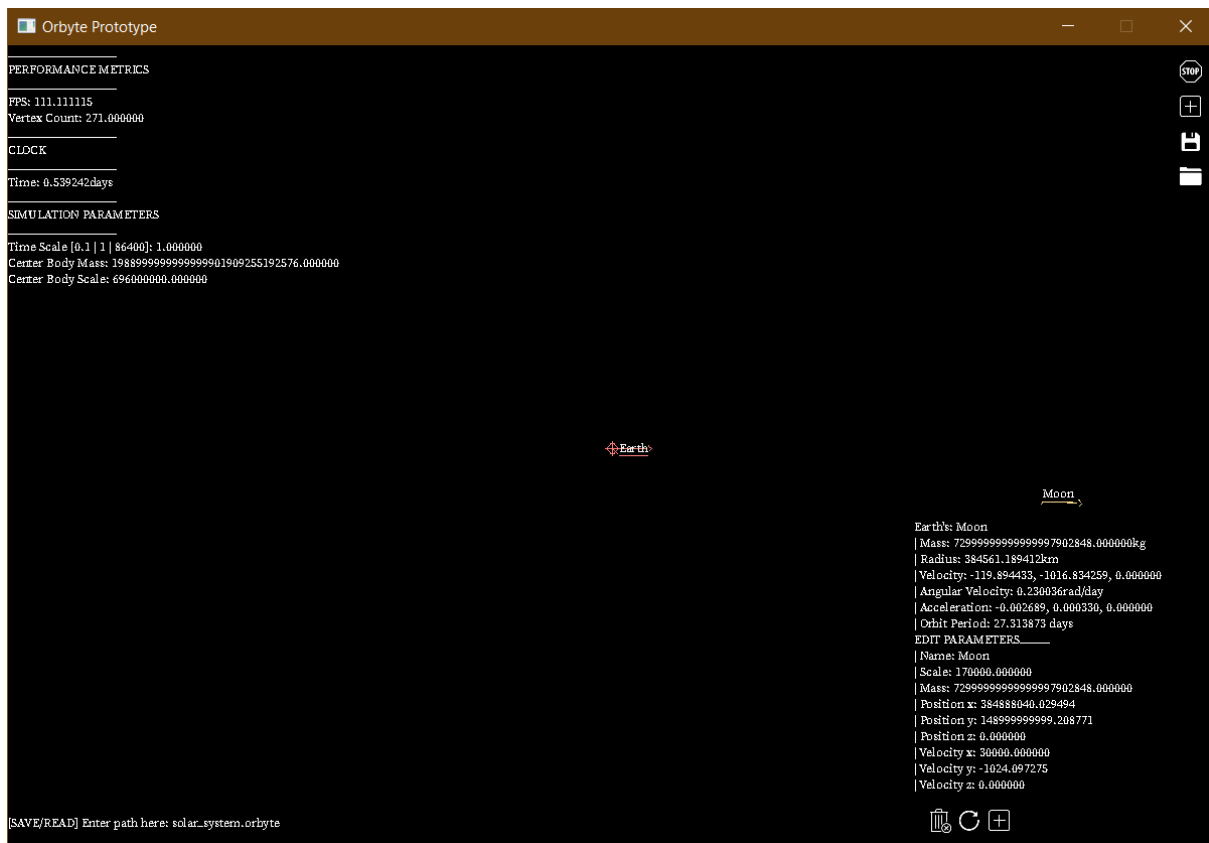 Orbyte Prototype
PERFORMANCE METRICS
STOP
FPS: 111.111115
Vertex Count: 271.000000
CLOCK
Time: 0.539242days
SIMULATION PARAMETERS
Time Scale [0.1 | 1 | 86400]: 1.000000
Center Body Mass: 1988999999999999901909255192576.000000
Center Body Scale: 696000000.000000
Earth
Moon
Earth's: Moon
| Mass: 72999999999999997902848.000000kg
| Radius: 384561.189412km
| Velocity: -119.894433, -1016.834259, 0.000000
| Angular Velocity: 0.230036rad/day
| Acceleration: -0.002689, 0.000330, 0.000000
| Orbit Period: 27.313873 days
EDIT PARAMETERS_____
| Name: Moon
| Scale: 170000.000000
| Mass: 72999999999999997902848.000000
| Position x: 384888040.029494
| Position y: 148999999999.208771
| Position z: 0.000000
| Velocity x: 30000.000000
| Velocity y: -1024.097275
| Velocity z: 0.000000
[SAVE/READ] Enter path here: solar_system.orbyte